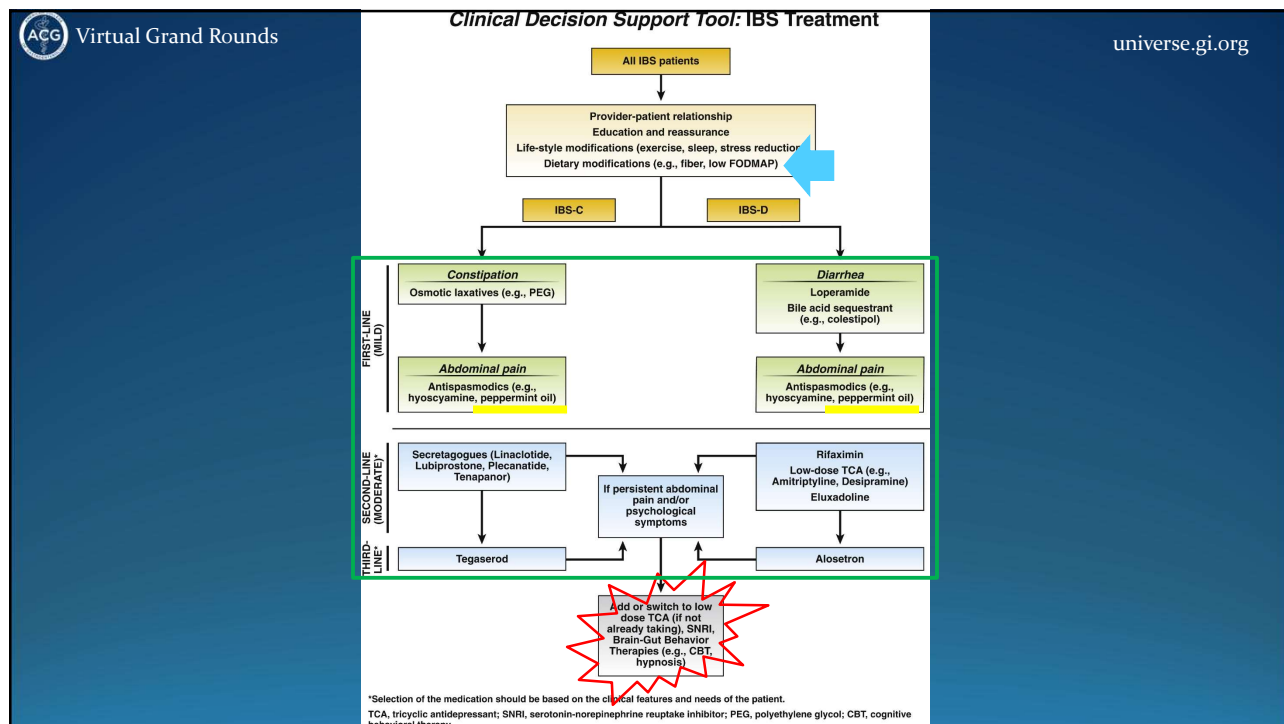 ACG
Virtual Grand Rounds
Clinical Decision Support Tool: IBS Treatment
universe.gi.org
All IBS patients
Provider-patient relationship
Education and reassurance
Life-style modifications (exercise, sleep, stress reduction
Dietary modifications (e.g., fiber, low FODMAP)
IBS-C
IBS-D
FIRST-LINE
(MILD)
Constipation
Osmotic laxatives (e.g., PEG)
Abdominal pain
Antispasmodics (e.g.,
hyoscyamine, peppermint oil)
Diarrhea
Loperamide
Bile acid sequestrant
(e.g., colestipol)
Abdominal pain
Antispasmodics (e.g.,
hyoscyamine, peppermint oil)
SECOND-LINE
(MODERATE)*
Secretagogues (Linaclotide,
Lubiprostone, Plecanatide,
Tenapanor)
If persistent abdominal
pain and/or
psychological
symptoms
Rifaximin
Low-dose TCA (e.g.,
Amitriptyline, Desipramine)
Eluxadoline
THIRD-
LINE*
Tegaserod
Alosetron
Add or switch to low
dose TCA (if not
already taking), SNRI,
Brain-Gut Behavior
Therapies (e.g., CBT,
hypnosis)
*Selection of the medication should be based on the clinical features and needs of the patient.
TCA, tricyclic antidepressant; SNRI, serotonin-norepinephrine reuptake inhibitor; PEG, polyethylene glycol; CBT, cognitive
behavioral therapy